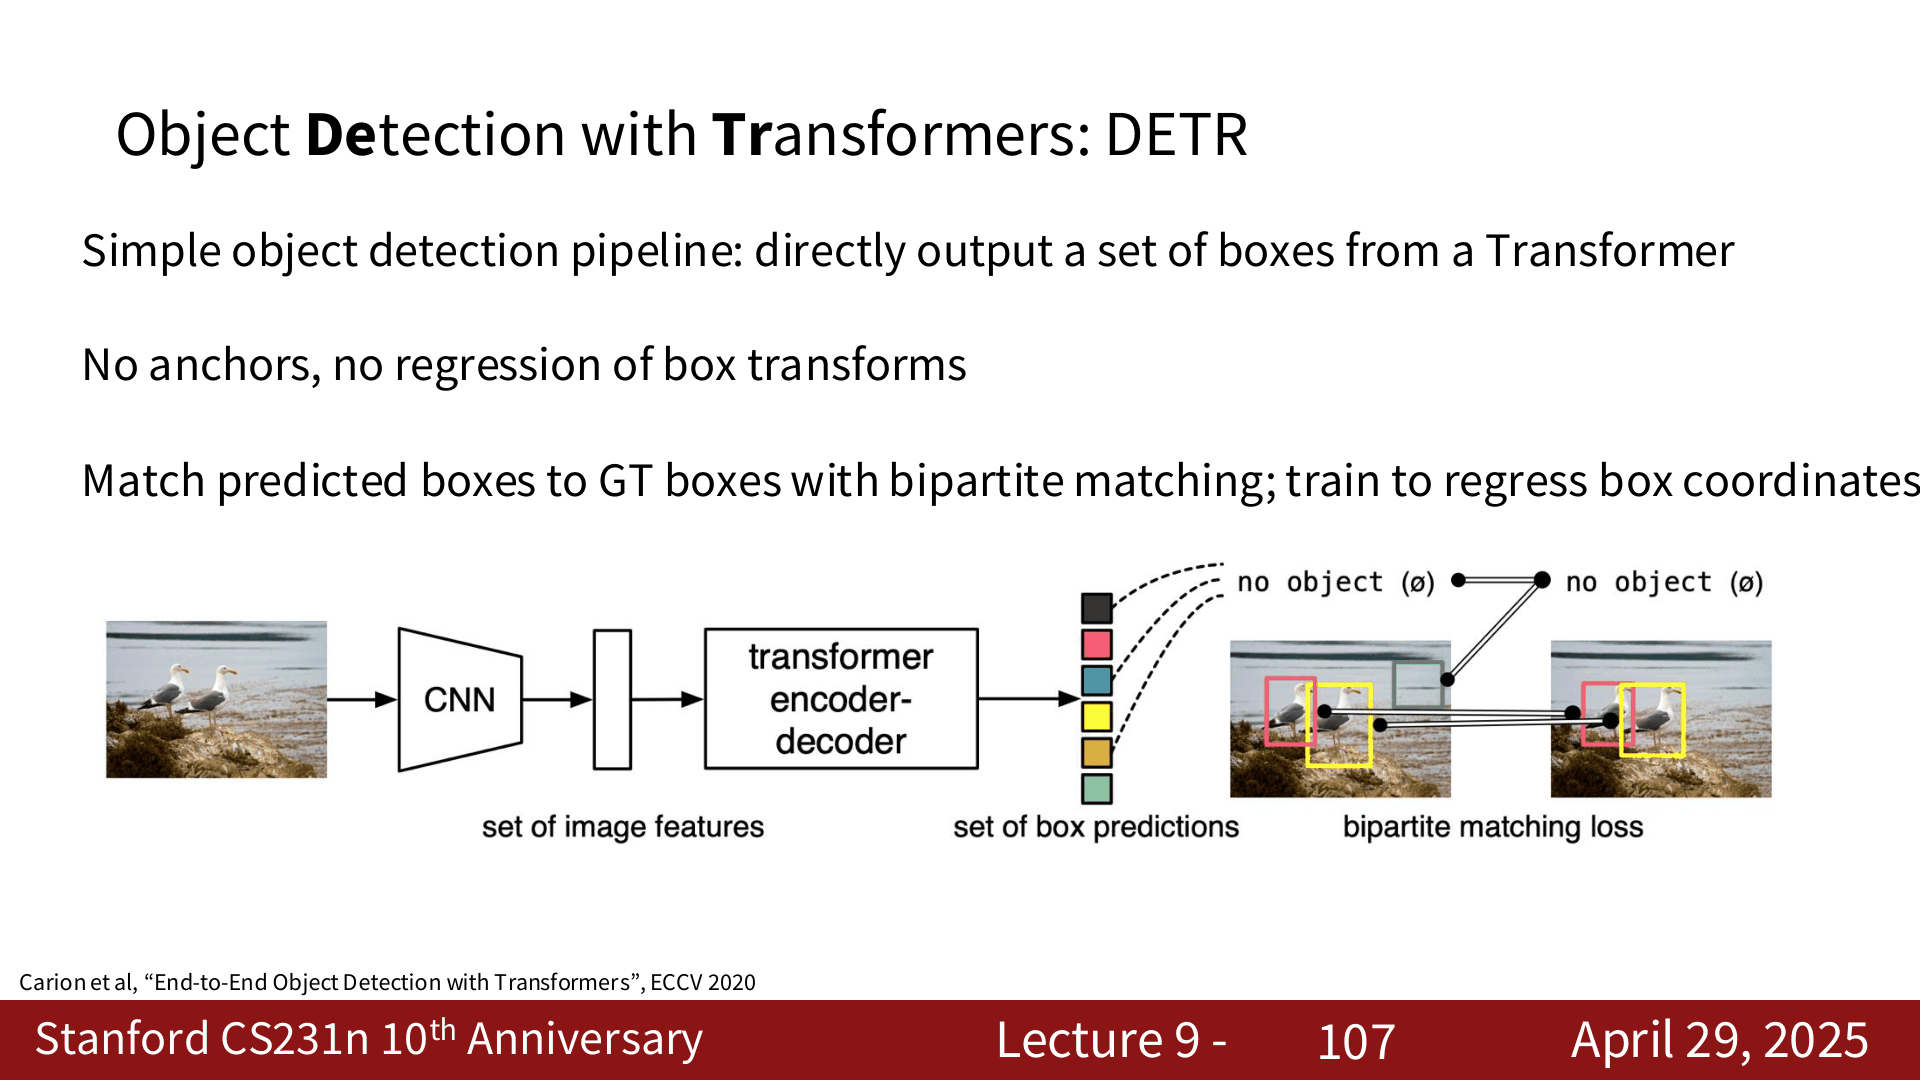 Object Detection with Transformers: DETR
Simple object detection pipeline: directly output a set of boxes from a Transformer
No anchors, no regression of box transforms
Match predicted boxes to GT boxes with bipartite matching; train to regress box coordinates
no object (ø)
no object (ø)
CNN
transformer
encoder-
decoder
set of image features
set of box predictions
bipartite matching loss
Carion et al, “End-to-End Object Detection with Transformers”, ECCV 2020
Stanford CS231n 10th Anniversary
Lecture 9 -
107
April 29, 2025